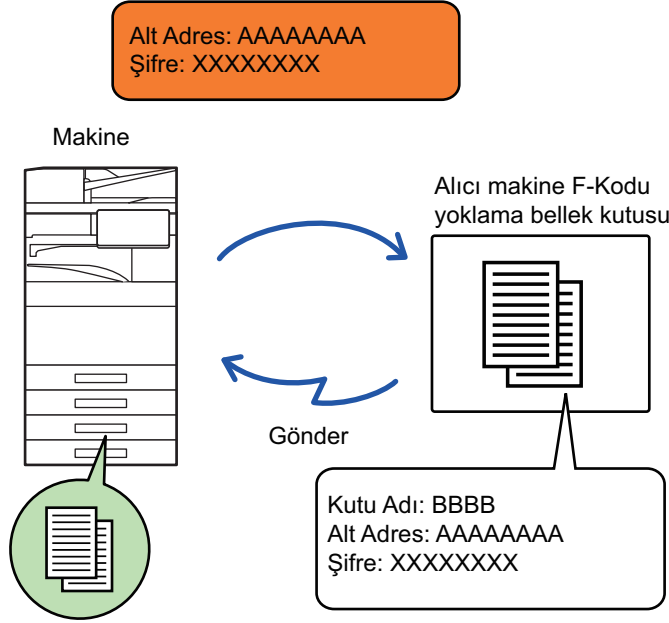 Alt Adres: AAAAAAAA
Şifre: XXXXXXXX
Makine
Alıcı makine F-Kodu
yoklama bellek kutusu
Gönder
Kutu Adı: BBBB
Alt Adres: AAAAAAAA
Şifre: XXXXXXXX